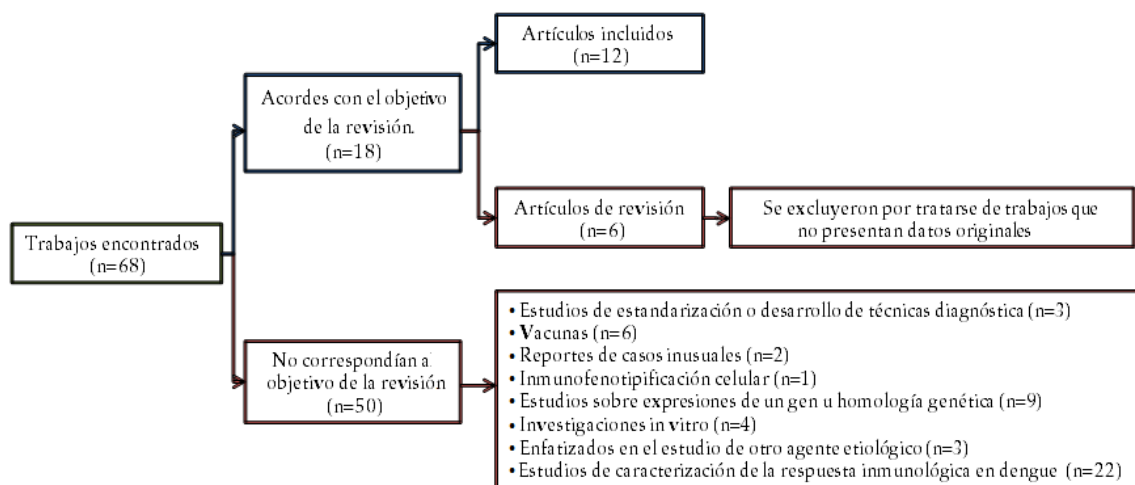 Artículos incluidos
(n=12)
Acordes con el objetivo
de la revisión.
(n=18)
Artículos de revisión
(n=6)
Se excluyeron por tratarse de trabajos que
no presentan datos originales
Trabajos encontrados
(n=68)
No correspondían a
objetivo de la revisión
(n=50)
• Estudios de estandarización o desarrollo de técnicas diagnóstica (n=3)
• Vacunas (n=6)
• Reportes de casos inusuales (n=2)
• Inmunofenotipificación celular (n=1)
• Estudios sobre expresiones de un gen u homología genética (n=9)
• Investigaciones in vitro (n=4)
• Enfatizados en el estudio de otro agente etiológico (n=3)
• Estudios de caracterización de la respuesta inmunológica en dengue (n=22)